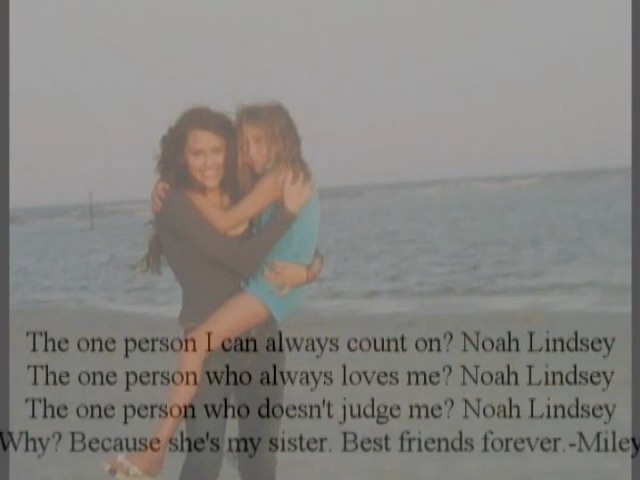 The one person I can always count on? Noah Lindsey
The one person who always loves me? Noah Lindsey
The one person who doesn't judge me? Noah Lindsey
Why? Because she's my sister. Best friends forever.-Miley